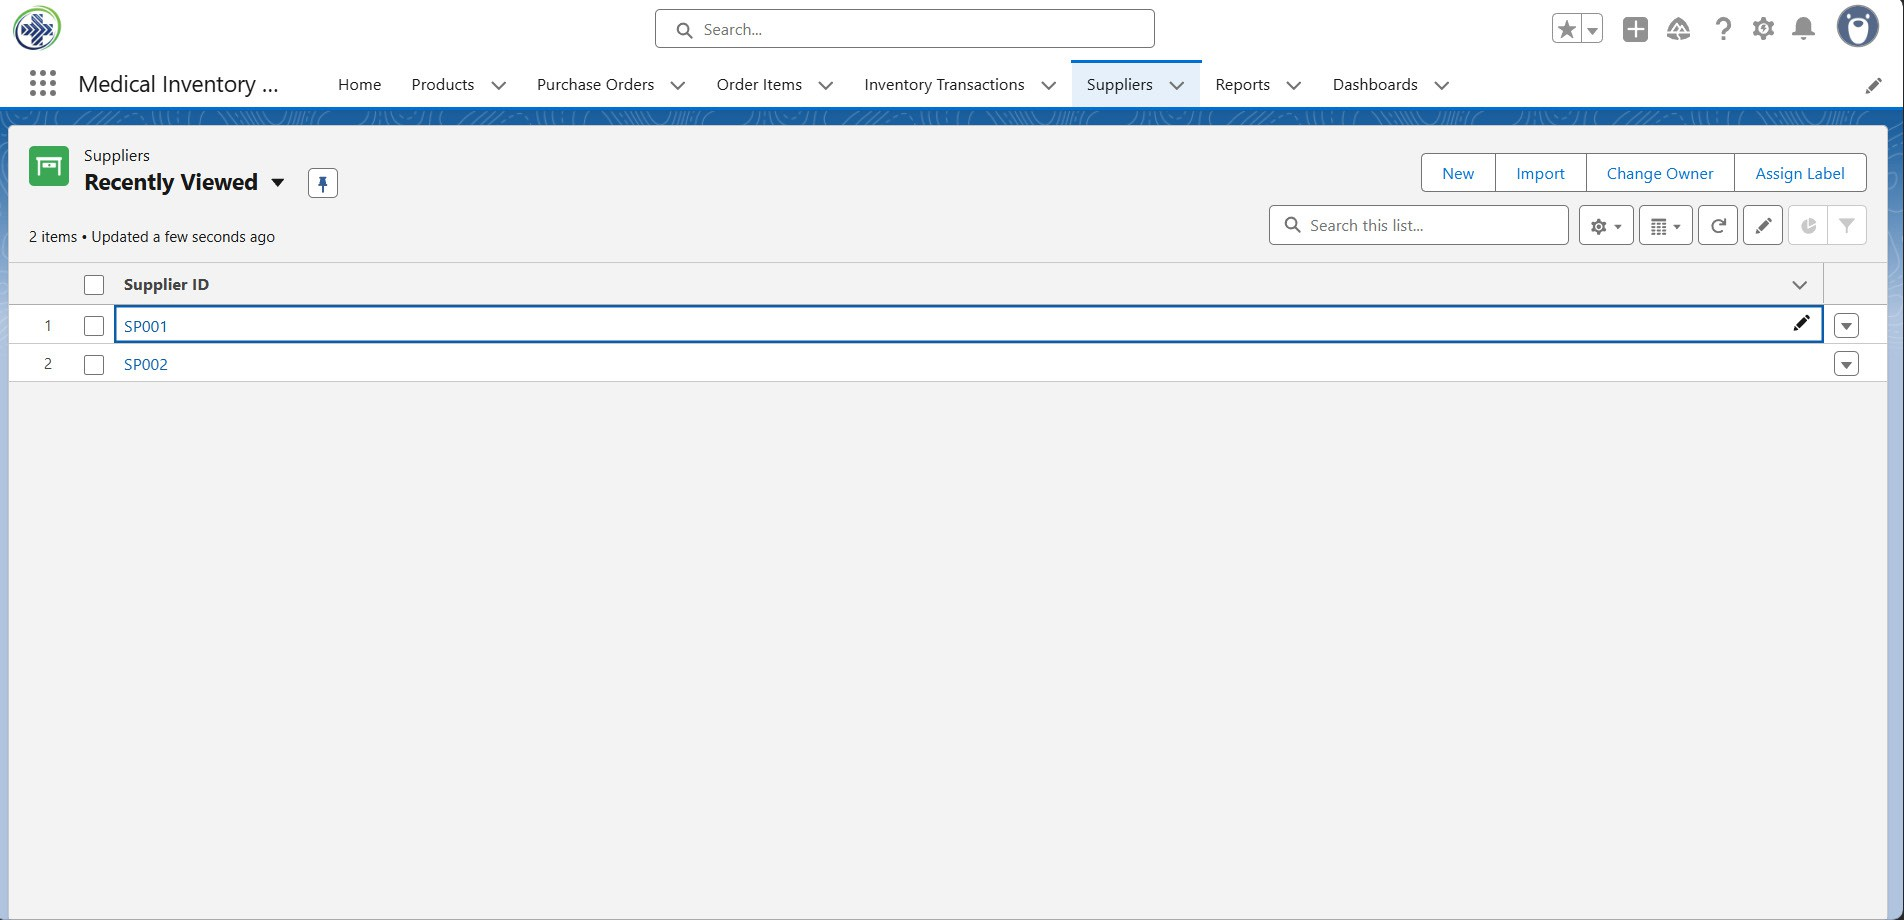 Search...
Medical Inventory ...
Home
Products
Purchase Orders
Order Items
Inventory Transactions
Suppliers
Reports
Dashboards
Suppliers
Recently Viewed
New
Import
Change Owner
Assign Label
2 items • Updated a few seconds ago
Search this list...
Supplier ID
1
SP001
2
SP002